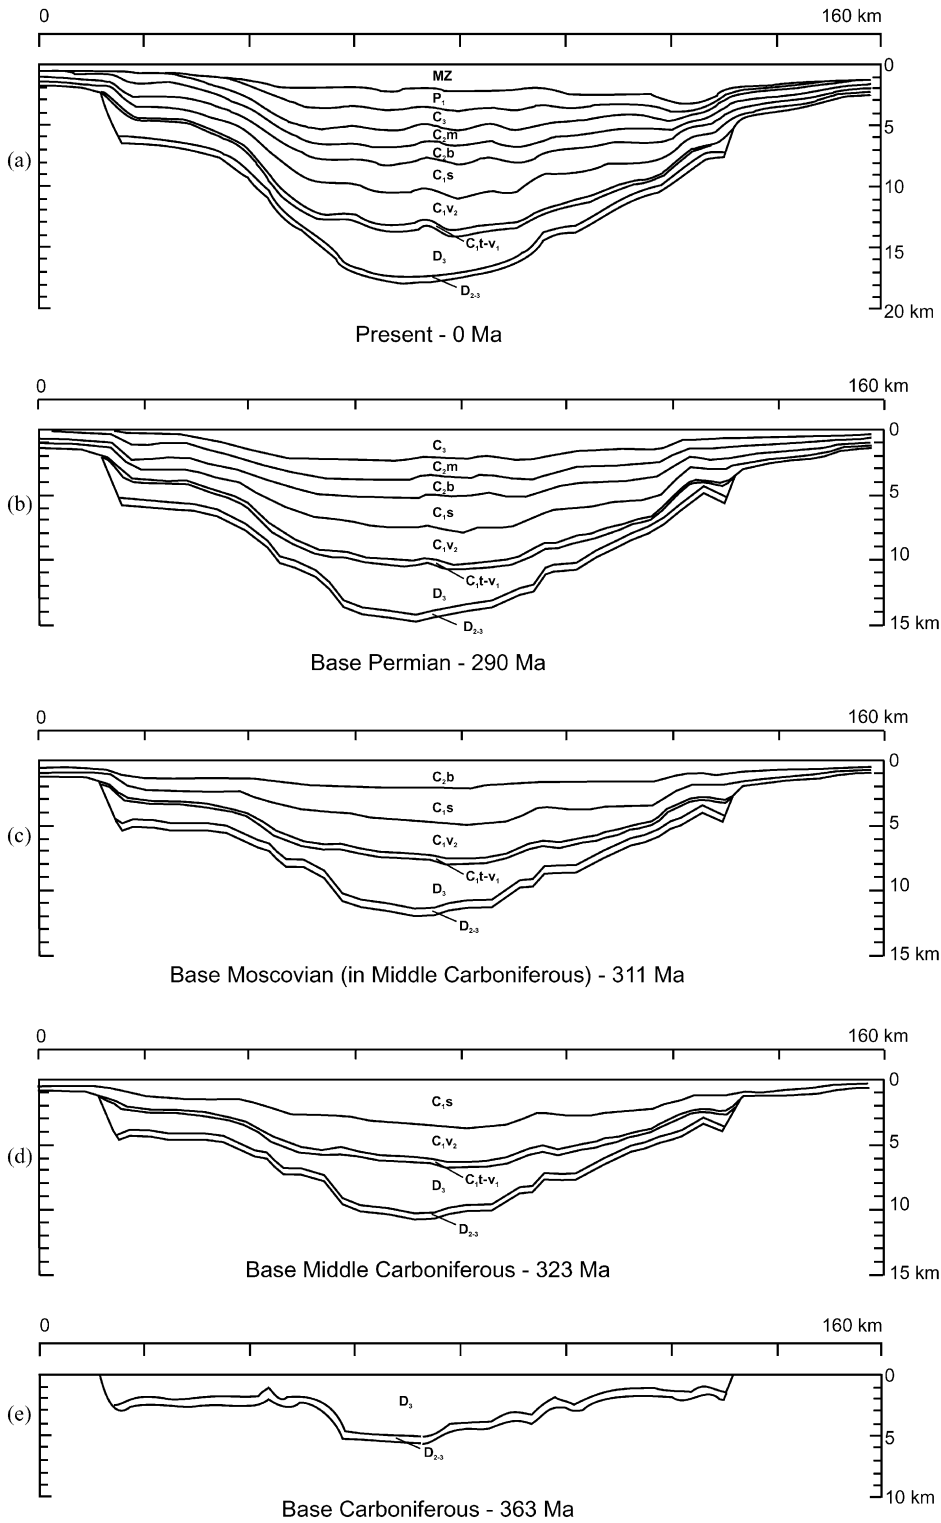 0 160 km
0
MZ
P₁
C₃
5
C₂m
C₂b
(a)
C₁s
10
C₁v₂
C₁t-v₁
15
D₃
D₂₋₃
20 km
Present - 0 Ma
0 160 km
0
C₃
C₂m
C₂b
5
(b)
C₁s
C₁v₂
10
C₁t-v₁
D₃
15 km
D₂₋₃
Base Permian - 290 Ma
0 160 km
0
C₂b
C₁s
5
(c)
C₁v₂
C₁t-v₁
10
D₃
D₂₋₃
15 km
Base Moscovian (in Middle Carboniferous) - 311 Ma
0 160 km
0
C₁s
C₁v₂
5
(d)
C₁t-v₁
D₃
10
D₂₋₃
15 km
Base Middle Carboniferous - 323 Ma
0 160 km
0
D₃
(e)
5
D₂₋₃
10 km
Base Carboniferous - 363 Ma